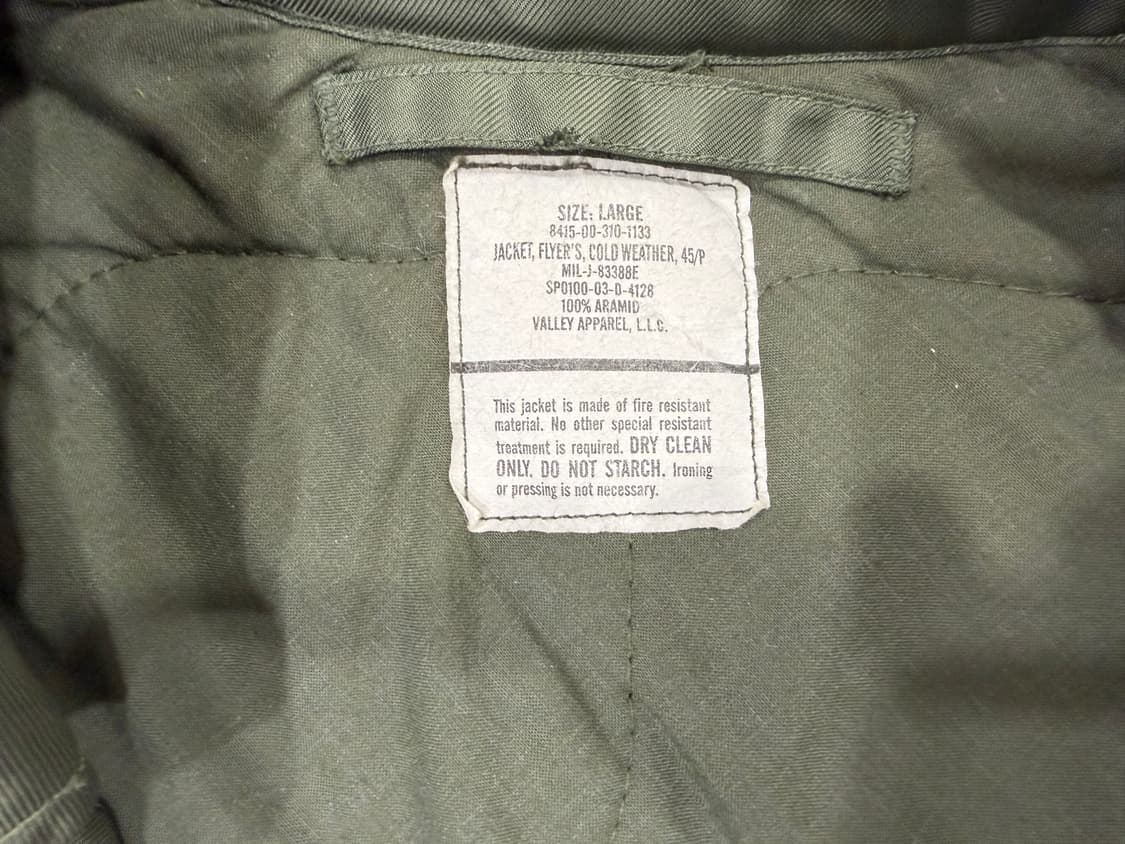 SIZE: LARGE
8415-00-310-1133
JACKET, FLYER'S, COLD WEATHER, 45/P
MIL-J-83388E
SPO100-03-D-4128
100% ARAMID
VALLEY APPAREL, L.L.C.
This jacket is made of fire resistant
material. No other special resistant
treatment is required. DRY CLEAN
ONLY. DO NOT STARCH. Ironing
or pressing is not necessary.